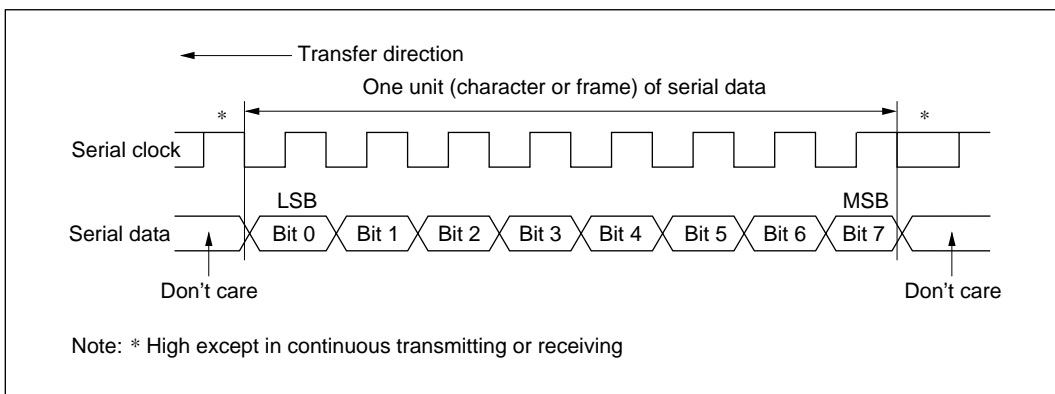 Transfer direction
One unit (character or frame) of serial data
* *
Serial clock
LSB MSB
Serial data Bit 0 Bit 1 Bit 2 Bit 3 Bit 4 Bit 5 Bit 6 Bit 7
Don't care Don't care
Note: * High except in continuous transmitting or receiving